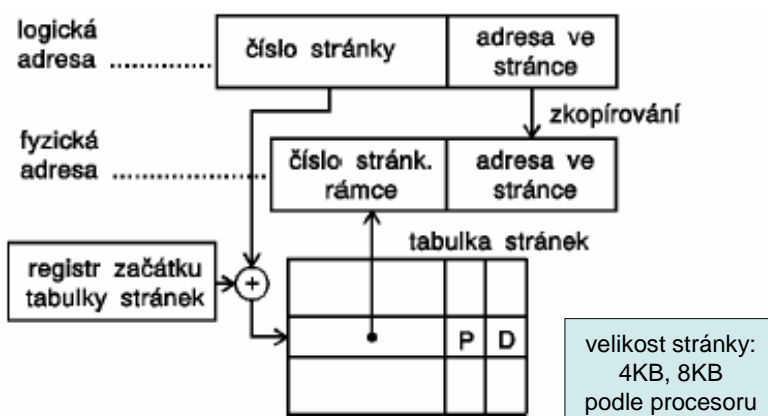 logická
adresa ..............
číslo stránky
adresa ve
stránce
zkopírování
fyzická
adresa ..................
číslo stránk.
rámce
adresa ve
stránce
tabulka stránek
registr začátku
tabulky stránek
+
P D
velikost stránky:
4KB, 8KB
podle procesoru